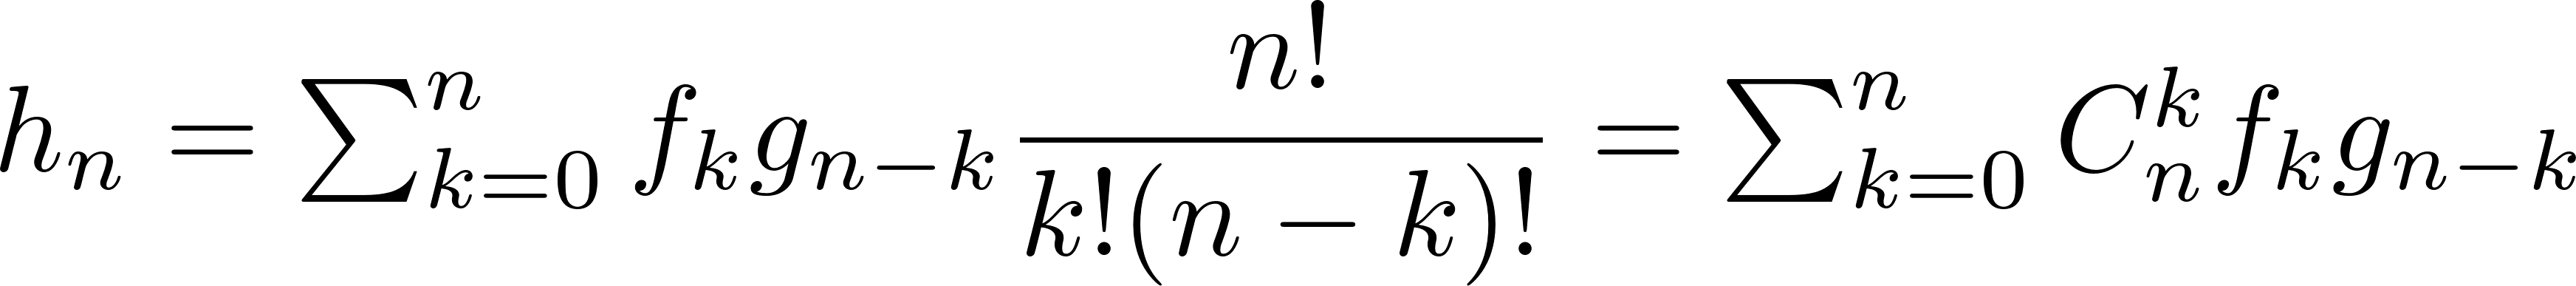 $h_n = \sum_{k=0}^{n} f_k g_{n-k} \frac{n!}{k!(n-k)!} = \sum_{k=0}^{n} C_n^k f_k g_{n-k}$